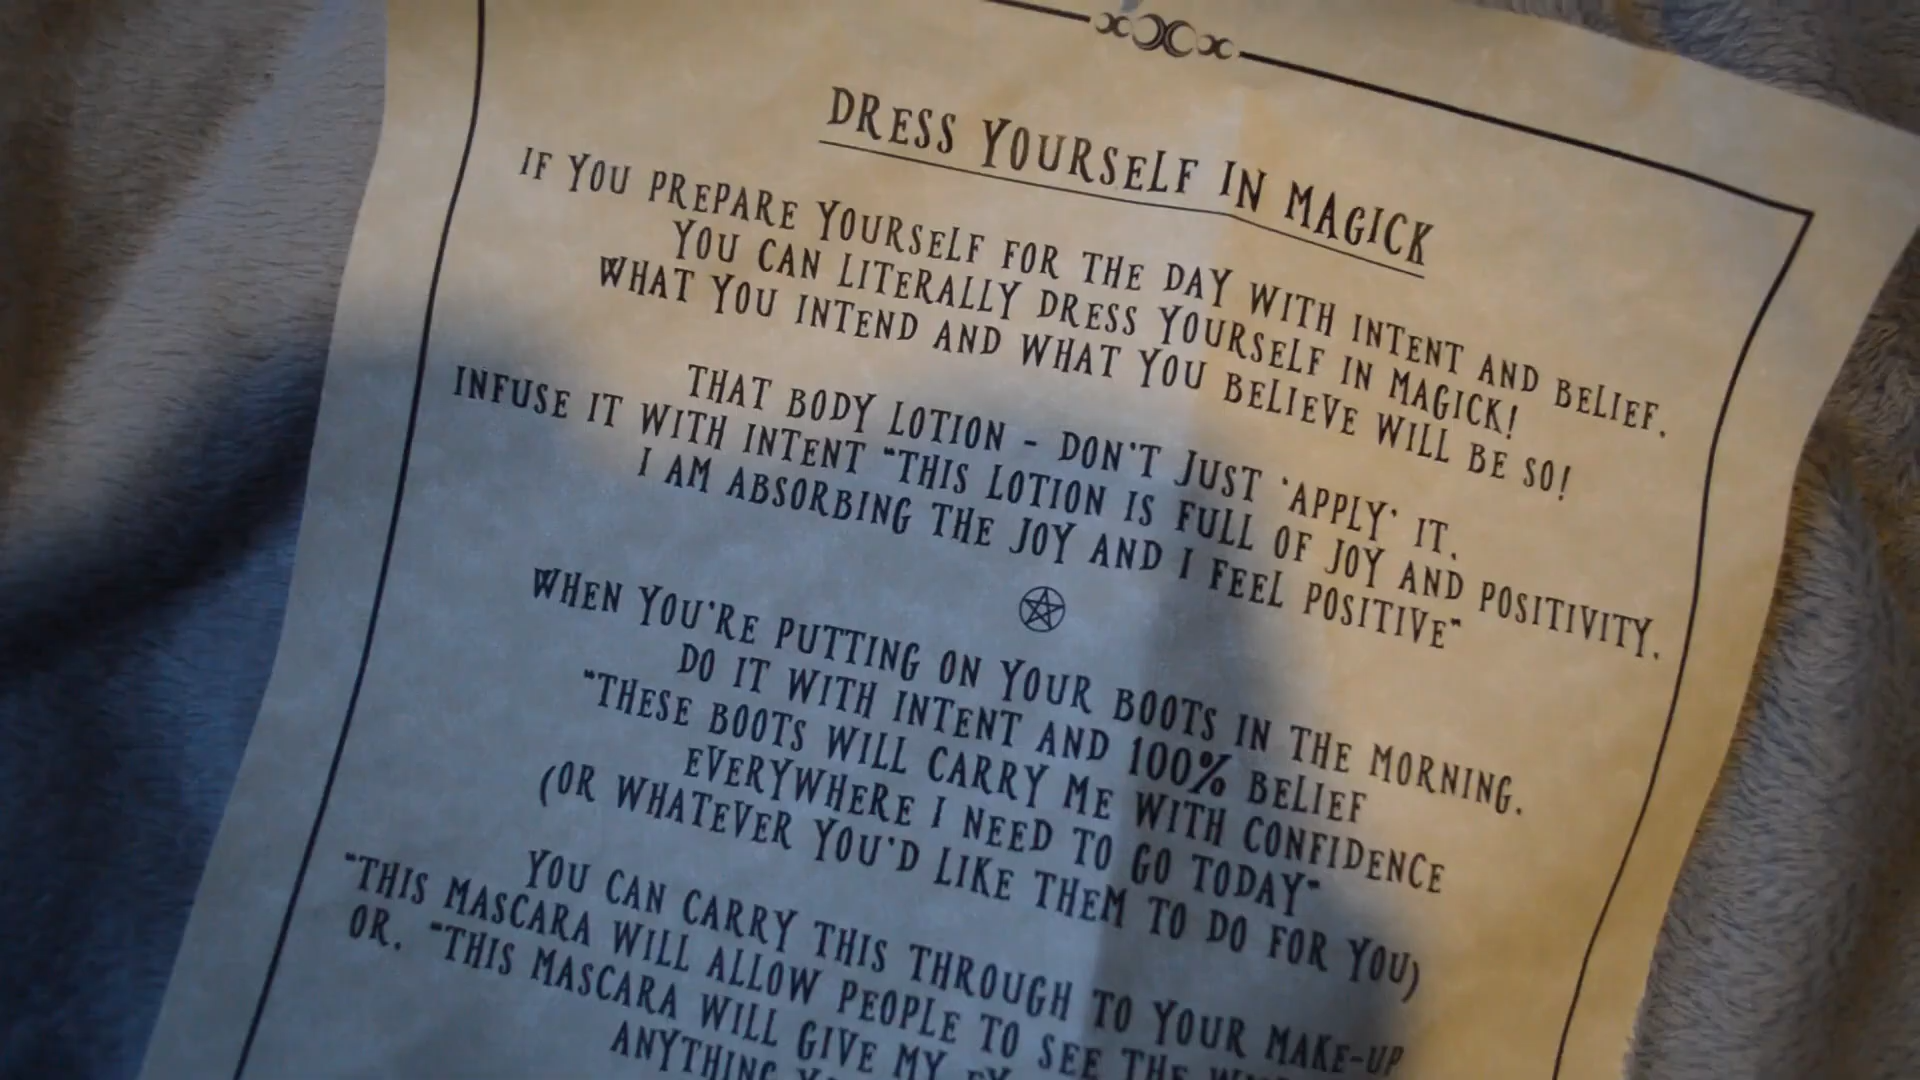 DRESS YOURSELF IN MAGICK
IF YOU PREPARE YOURSELF FOR THE DAY WITH INTENT AND BELIEF.
YOU CAN LITERALLY DRESS YOURSELF IN MAGICK!
WHAT YOU INTEND AND WHAT YOU BELIEVE WILL BE SO!
THAT BODY LOTION - DON'T JUST 'APPLY' IT.
INFUSE IT WITH INTENT "THIS LOTION IS FULL OF JOY AND POSITIVITY.
I AM ABSORBING THE JOY AND I FEEL POSITIVE"
WHEN YOU'RE PUTTING ON YOUR BOOTS IN THE MORNING.
DO IT WITH INTENT AND 100% BELIEF
"THESE BOOTS WILL CARRY ME WITH CONFIDENCE
EVERYWHERE I NEED TO GO TODAY"
(OR WHATEVER YOU'D LIKE THEM TO DO FOR YOU)
YOU CAN CARRY THIS THROUGH TO YOUR MAKE-UP
"THIS MASCARA WILL ALLOW PEOPLE TO SEE THE
OR. "THIS MASCARA WILL GIVE MY
ANYTHING